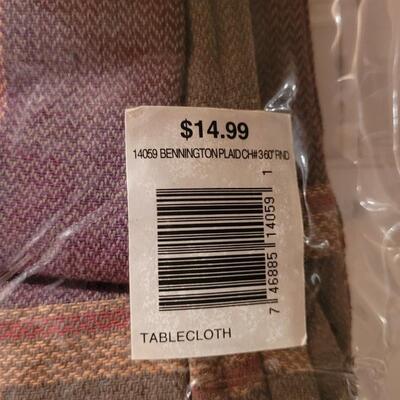 $14.99
14059 BENNINGTON PLAID CH# 3 60" RND
7 46885 14059 1
TABLECLOTH